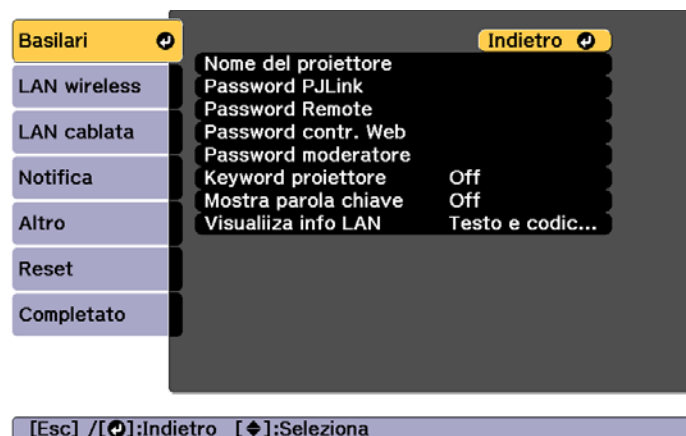 Basilari
LAN wireless
LAN cablata
Notifica
Altro
Reset
Completato
Indietro
Nome del proiettore
Password PJLink
Password Remote
Password contr. Web
Password moderatore
Keyword proiettore Off
Mostra parola chiave Off
Visualiiza info LAN Testo e codic...
[Esc] /[⏎]:Indietro [◆]:Seleziona